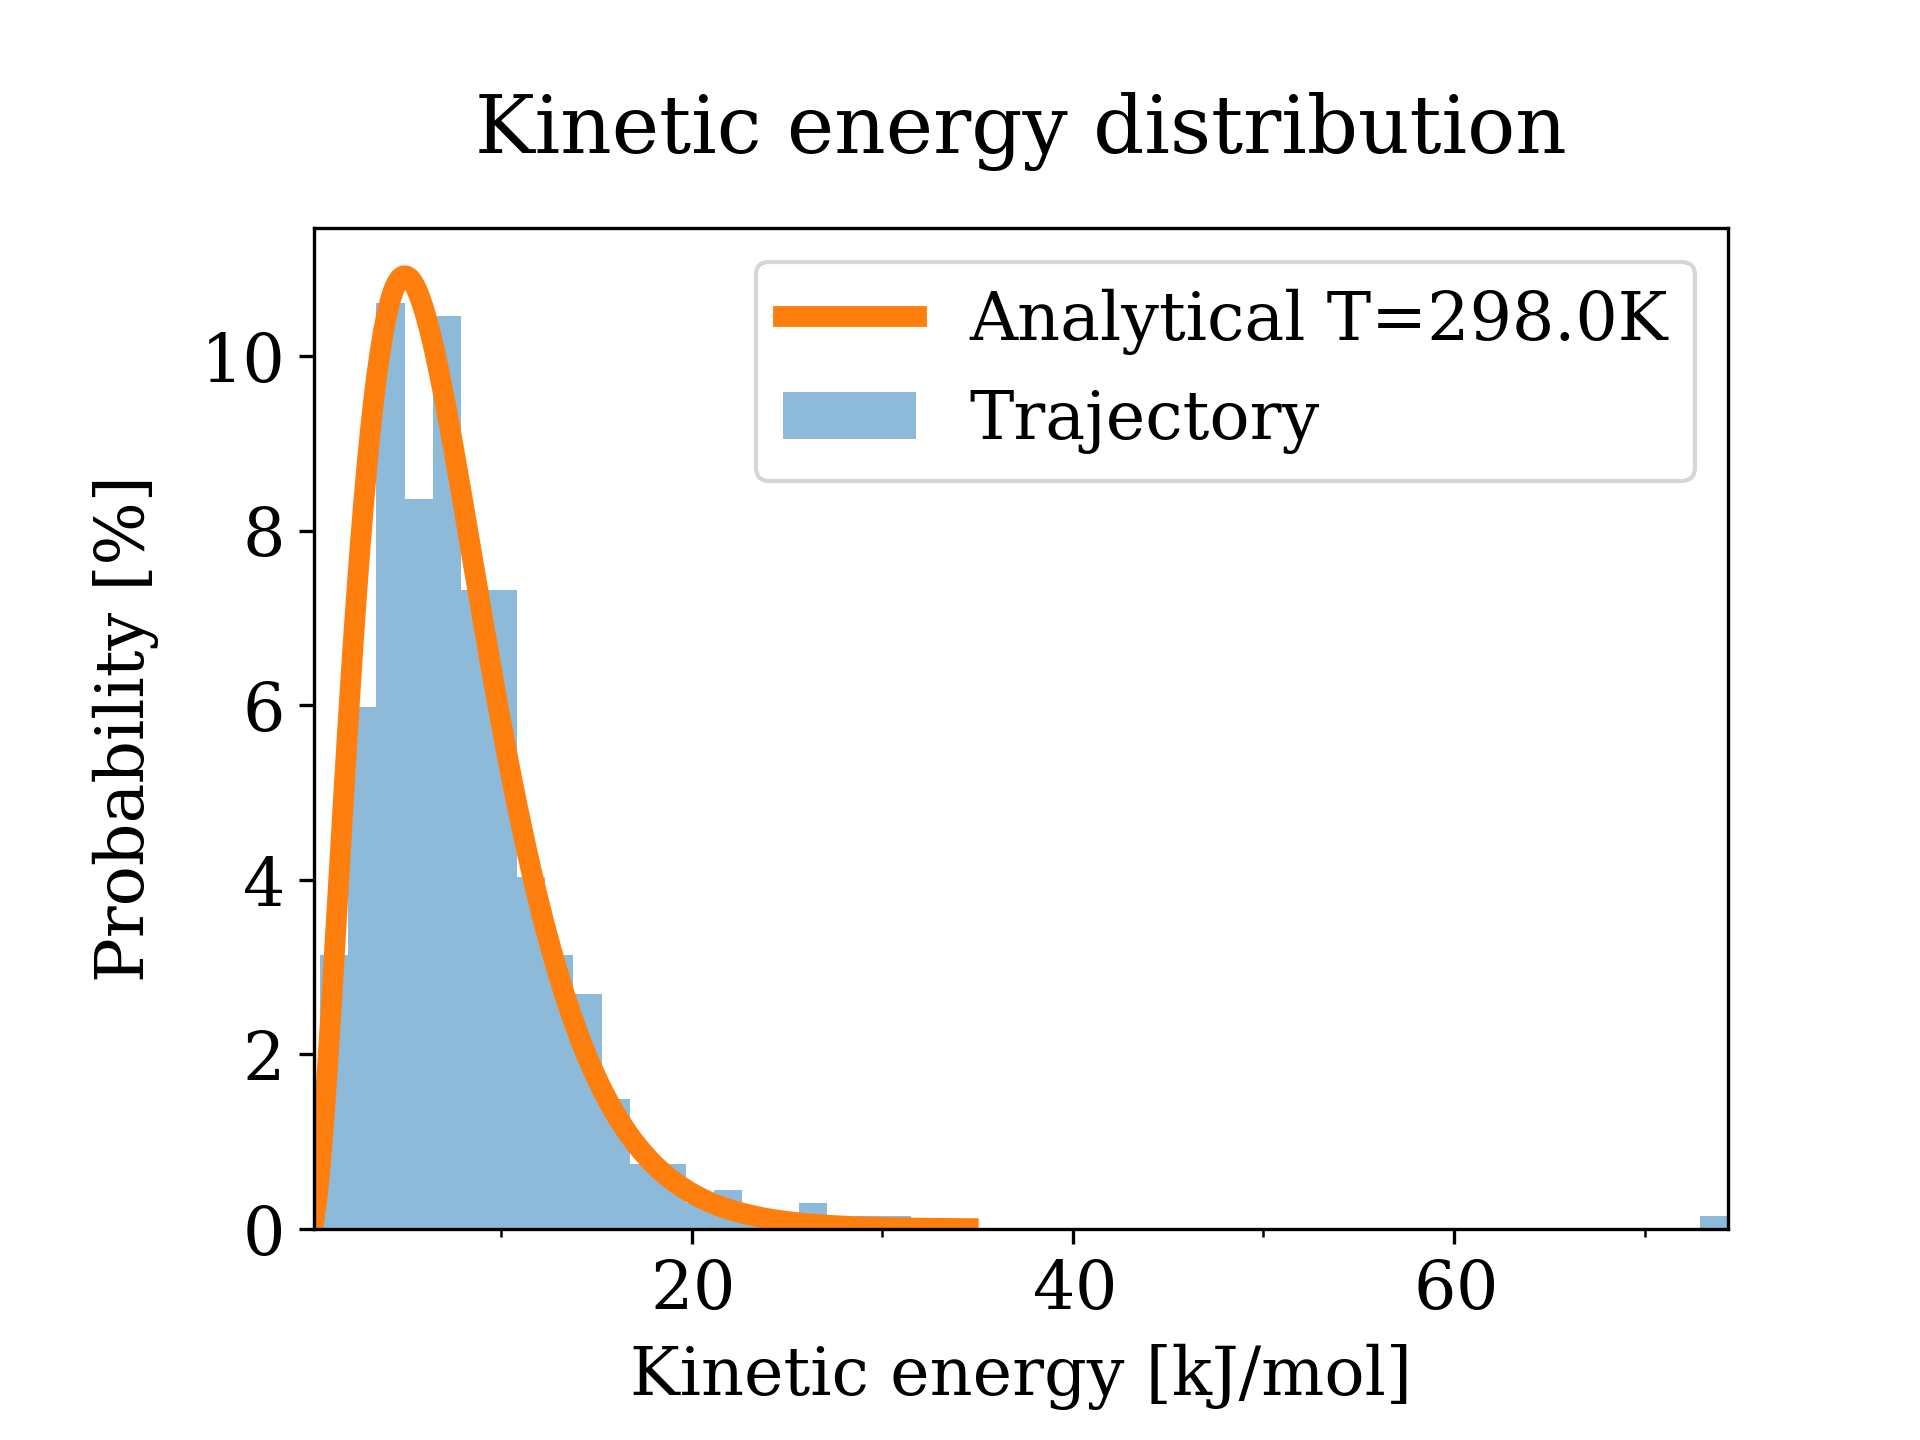 Kinetic energy distribution
Analytical T=298.0K
Trajectory
Probability [%]
10
8
6
4
2
0
20 40 60
Kinetic energy [kJ/mol]